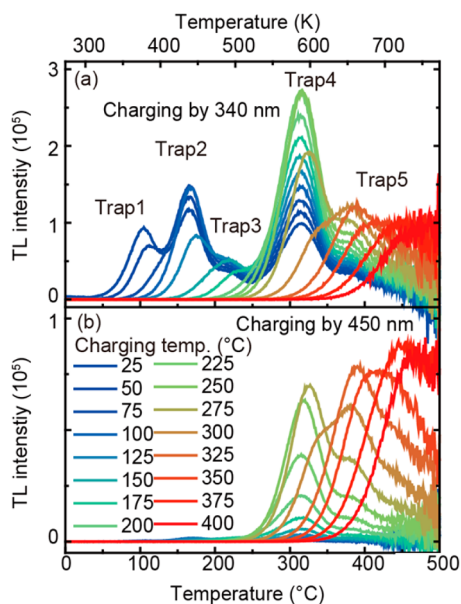 Temperature (K)
300 400 500 600 700
(a)
Trap4
Charging by 340 nm
Trap2
Trap5
Trap1
Trap3
TL intenstiy (10⁵)
3
2
1
0
(b)
Charging by 450 nm
Charging temp. (°C)
25 225
50 250
75 275
100 300
125 325
150 350
175 375
200 400
TL intenstiy (10⁵)
1
0
0 100 200 300 400 500
Temperature (°C)